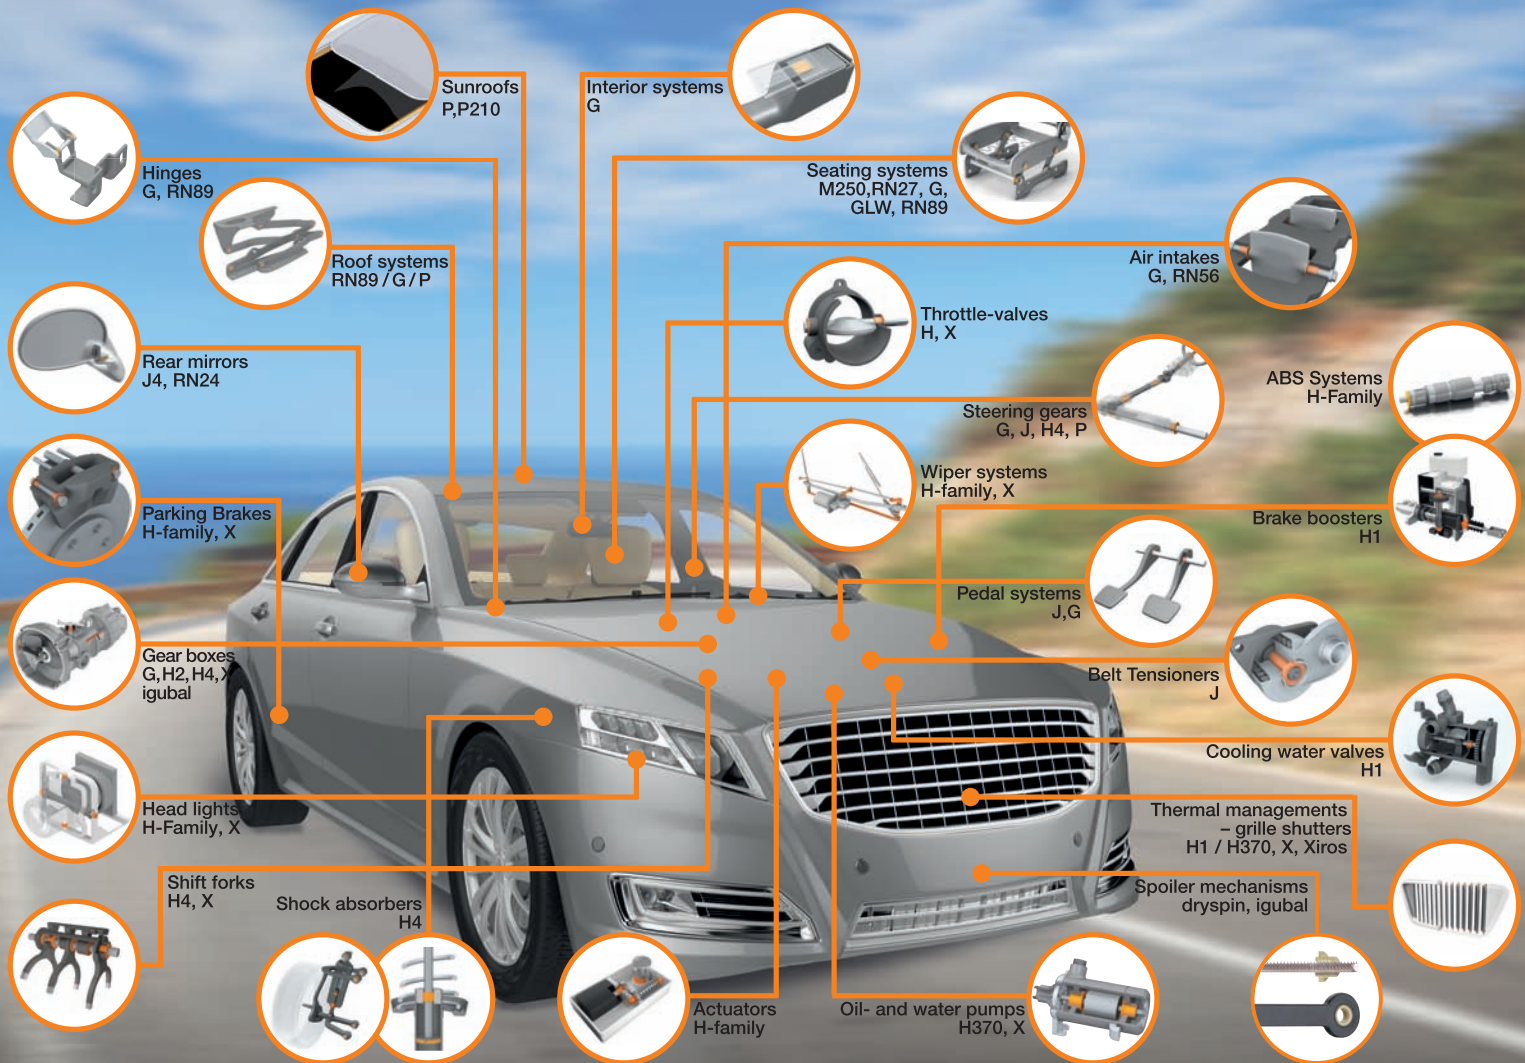 Sunroofs
P,P210
Interior systems
G
Hinges
G, RN89
Seating systems
M250,RN27, G,
GLW, RN89
Roof systems
RN89 / G / P
Air intakes
G, RN56
Throttle-valves
H, X
Rear mirrors
J4, RN24
ABS Systems
H-Family
Steering gears
G, J, H4, P
Wiper systems
H-family, X
Parking Brakes
H-family, X
Brake boosters
H1
Pedal systems
J,G
Gear boxes
G,H2,H4,X
igubal
Belt Tensioners
J
Cooling water valves
H1
Head lights
H-Family, X
Thermal managements
– grille shutters
H1 / H370, X, Xiros
Shift forks
H4, X
Shock absorbers
H4
Spoiler mechanisms
dryspin, igubal
Actuators
H-family
Oil- and water pumps
H370, X